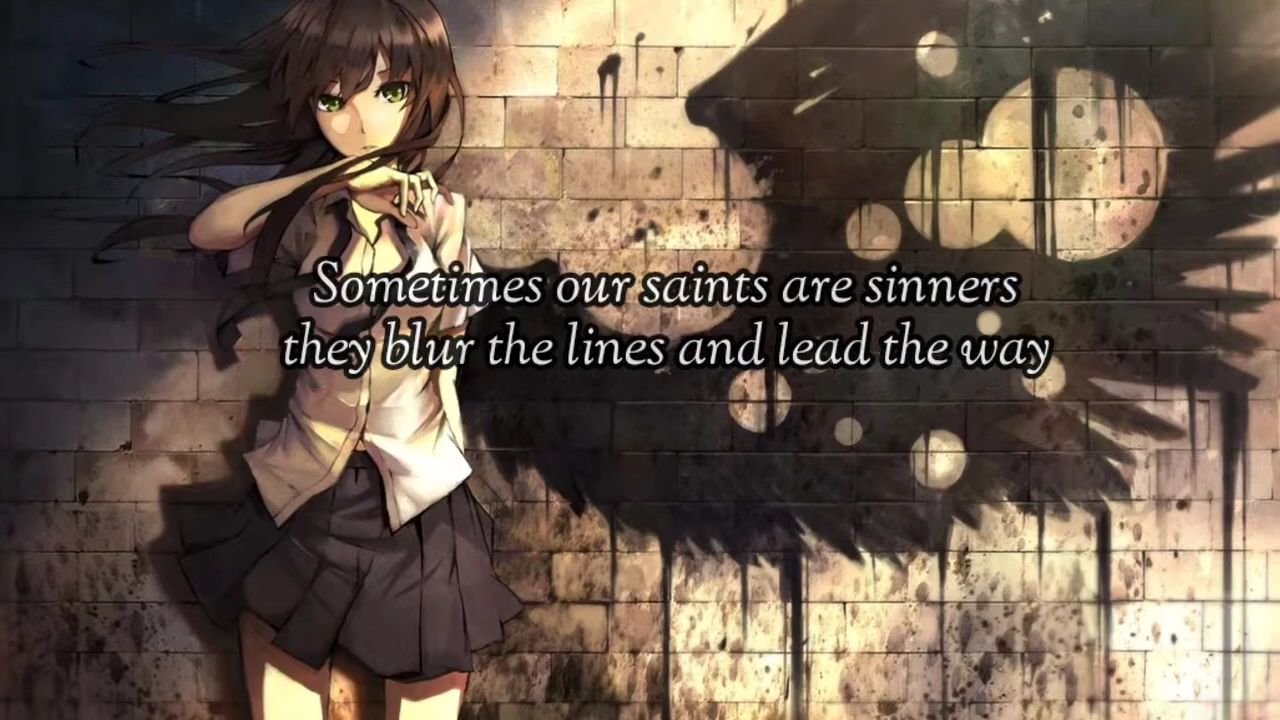 Sometimes our saints are sinners
they blur the lines and lead the way